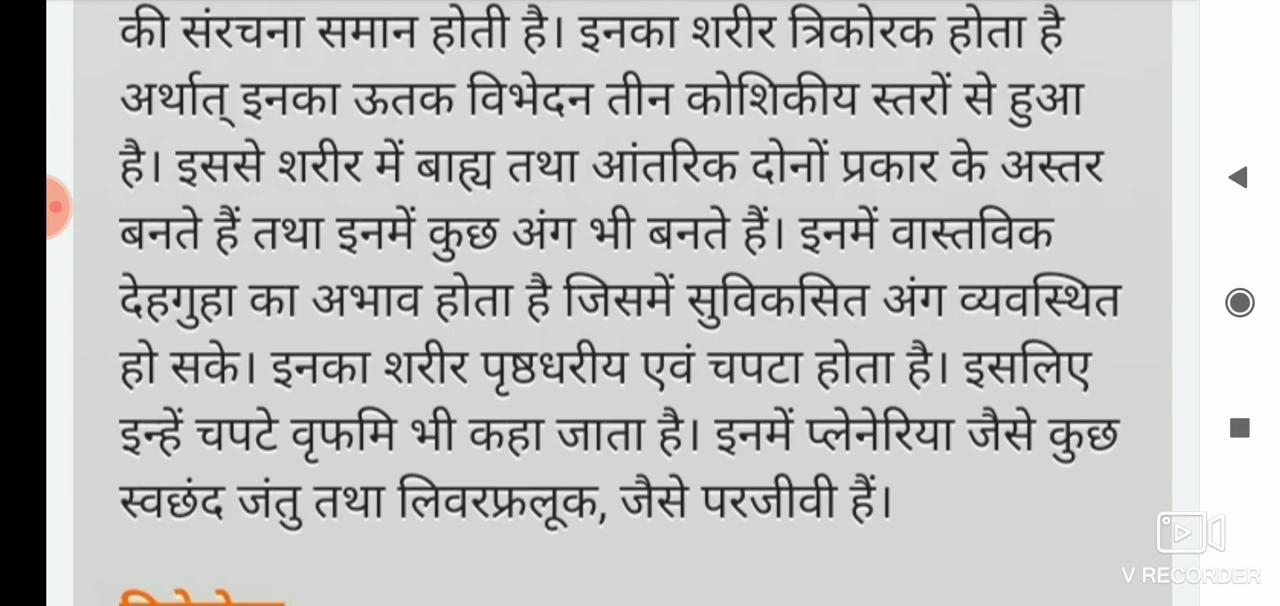 की संरचना समान होती है। इनका शरीर त्रिकोरक होता है
अर्थात् इनका ऊतक विभेदन तीन कोशिकीय स्तरों से हुआ
है। इससे शरीर में बाह्य तथा आंतरिक दोनों प्रकार के अस्तर
बनते हैं तथा इनमें कुछ अंग भी बनते हैं। इनमें वास्तविक
देहगुहा का अभाव होता है जिसमें सुविकसित अंग व्यवस्थित
हो सके। इनका शरीर पृष्ठधरीय एवं चपटा होता है। इसलिए
इन्हें चपटे वृफमि भी कहा जाता है। इनमें प्लेनेरिया जैसे कुछ
स्वछंद जंतु तथा लिवरफ्रलूक, जैसे परजीवी हैं।
V RECORDER